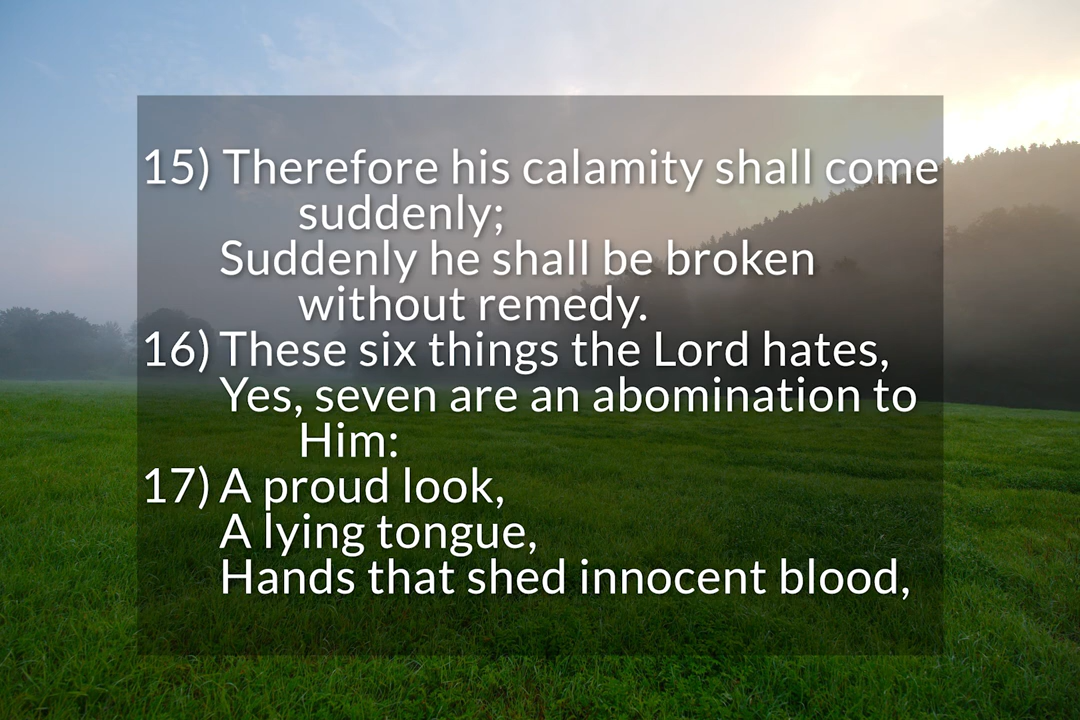 15) Therefore his calamity shall come
suddenly;
Suddenly he shall be broken
without remedy.
16) These six things the Lord hates,
Yes, seven are an abomination to
Him:
17) A proud look,
A lying tongue,
Hands that shed innocent blood,